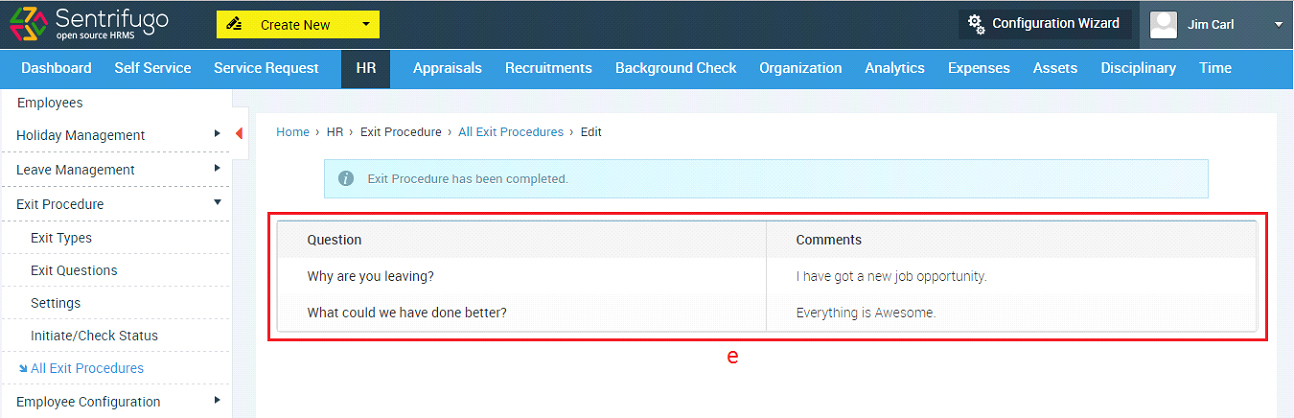 Sentrifugo
open source HRMS
Create New
Configuration Wizard
Jim Carl
Dashboard Self Service Service Request HR Appraisals Recruitments Background Check Organization Analytics Expenses Assets Disciplinary Time
Employees
Holiday Management
Leave Management
Exit Procedure
Exit Types
Exit Questions
Settings
Initiate/Check Status
All Exit Procedures
Employee Configuration
Home › HR › Exit Procedure › All Exit Procedures › Edit
Exit Procedure has been completed.
Question Comments
Why are you leaving? I have got a new job opportunity.
What could we have done better? Everything is Awesome.
e